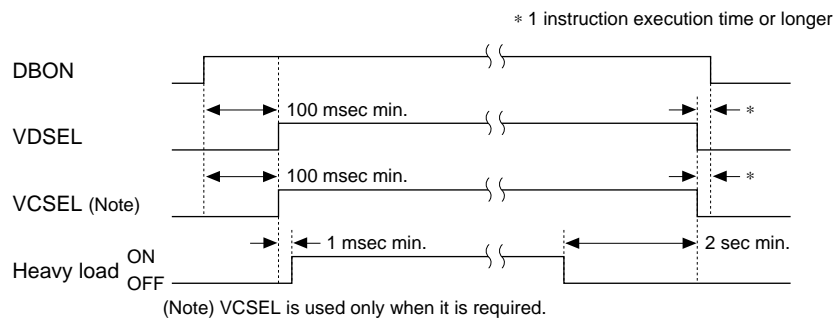 * 1 instruction execution time or longer
DBON
100 msec min. *
VDSEL
100 msec min. *
VCSEL (Note)
1 msec min. 2 sec min.
Heavy load ON
OFF
(Note) VCSEL is used only when it is required.